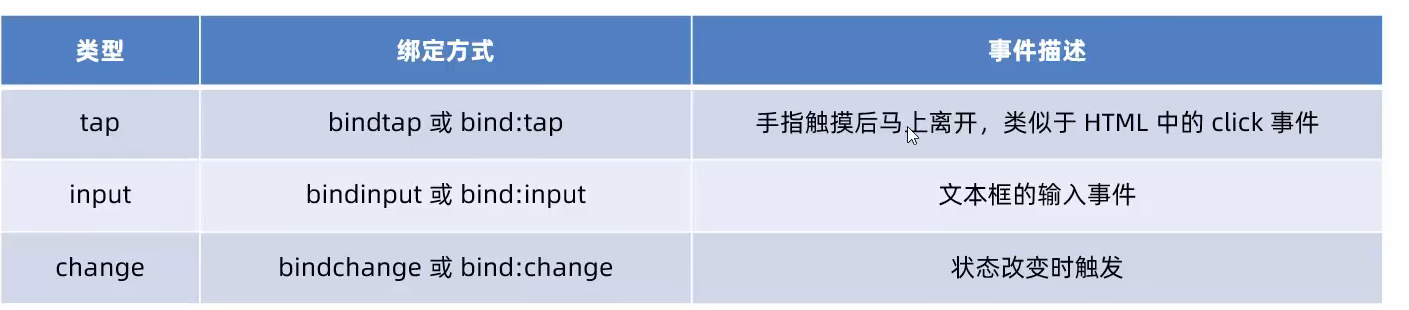 类型 绑定方式 事件描述
tap bindtap 或 bind:tap 手指触摸后马上离开，类似于 HTML 中的 click 事件
input bindinput 或 bind:input 文本框的输入事件
change bindchange 或 bind:change 状态改变时触发